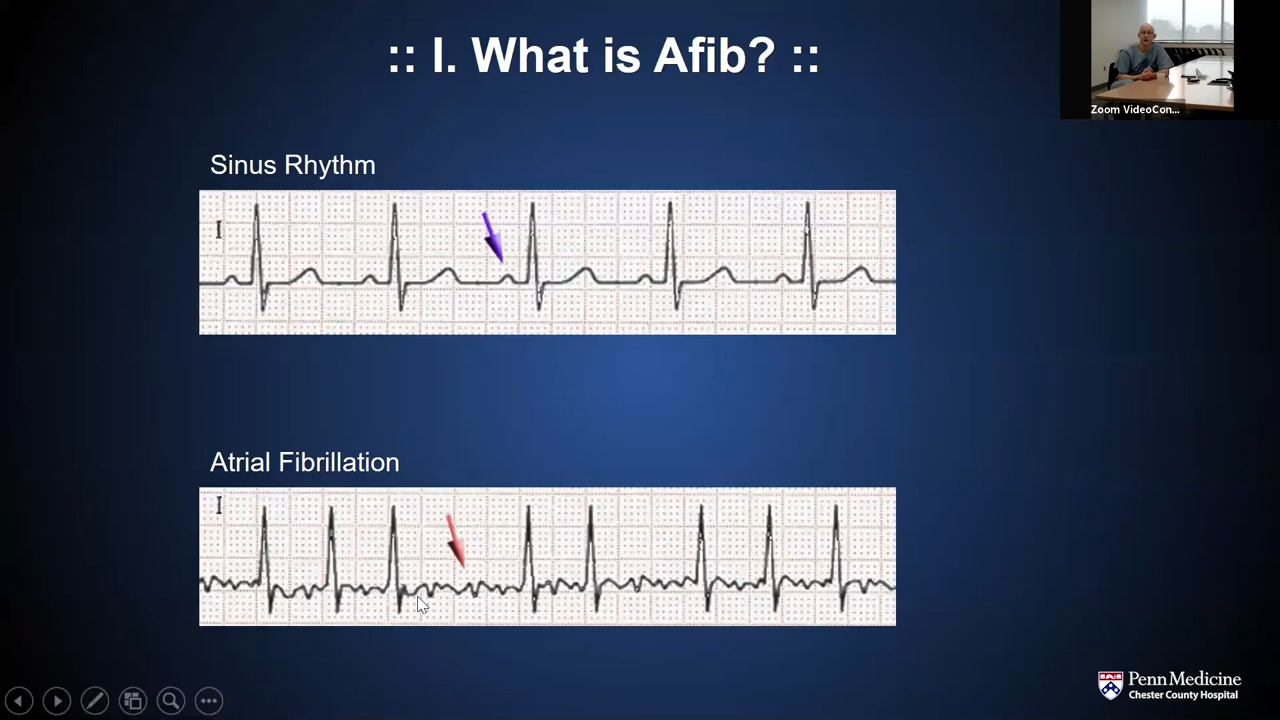 :: I. What is Afib? ::
Zoom VideoCon...
Sinus Rhythm
I
Atrial Fibrillation
I
Penn Medicine
Chester County Hospital